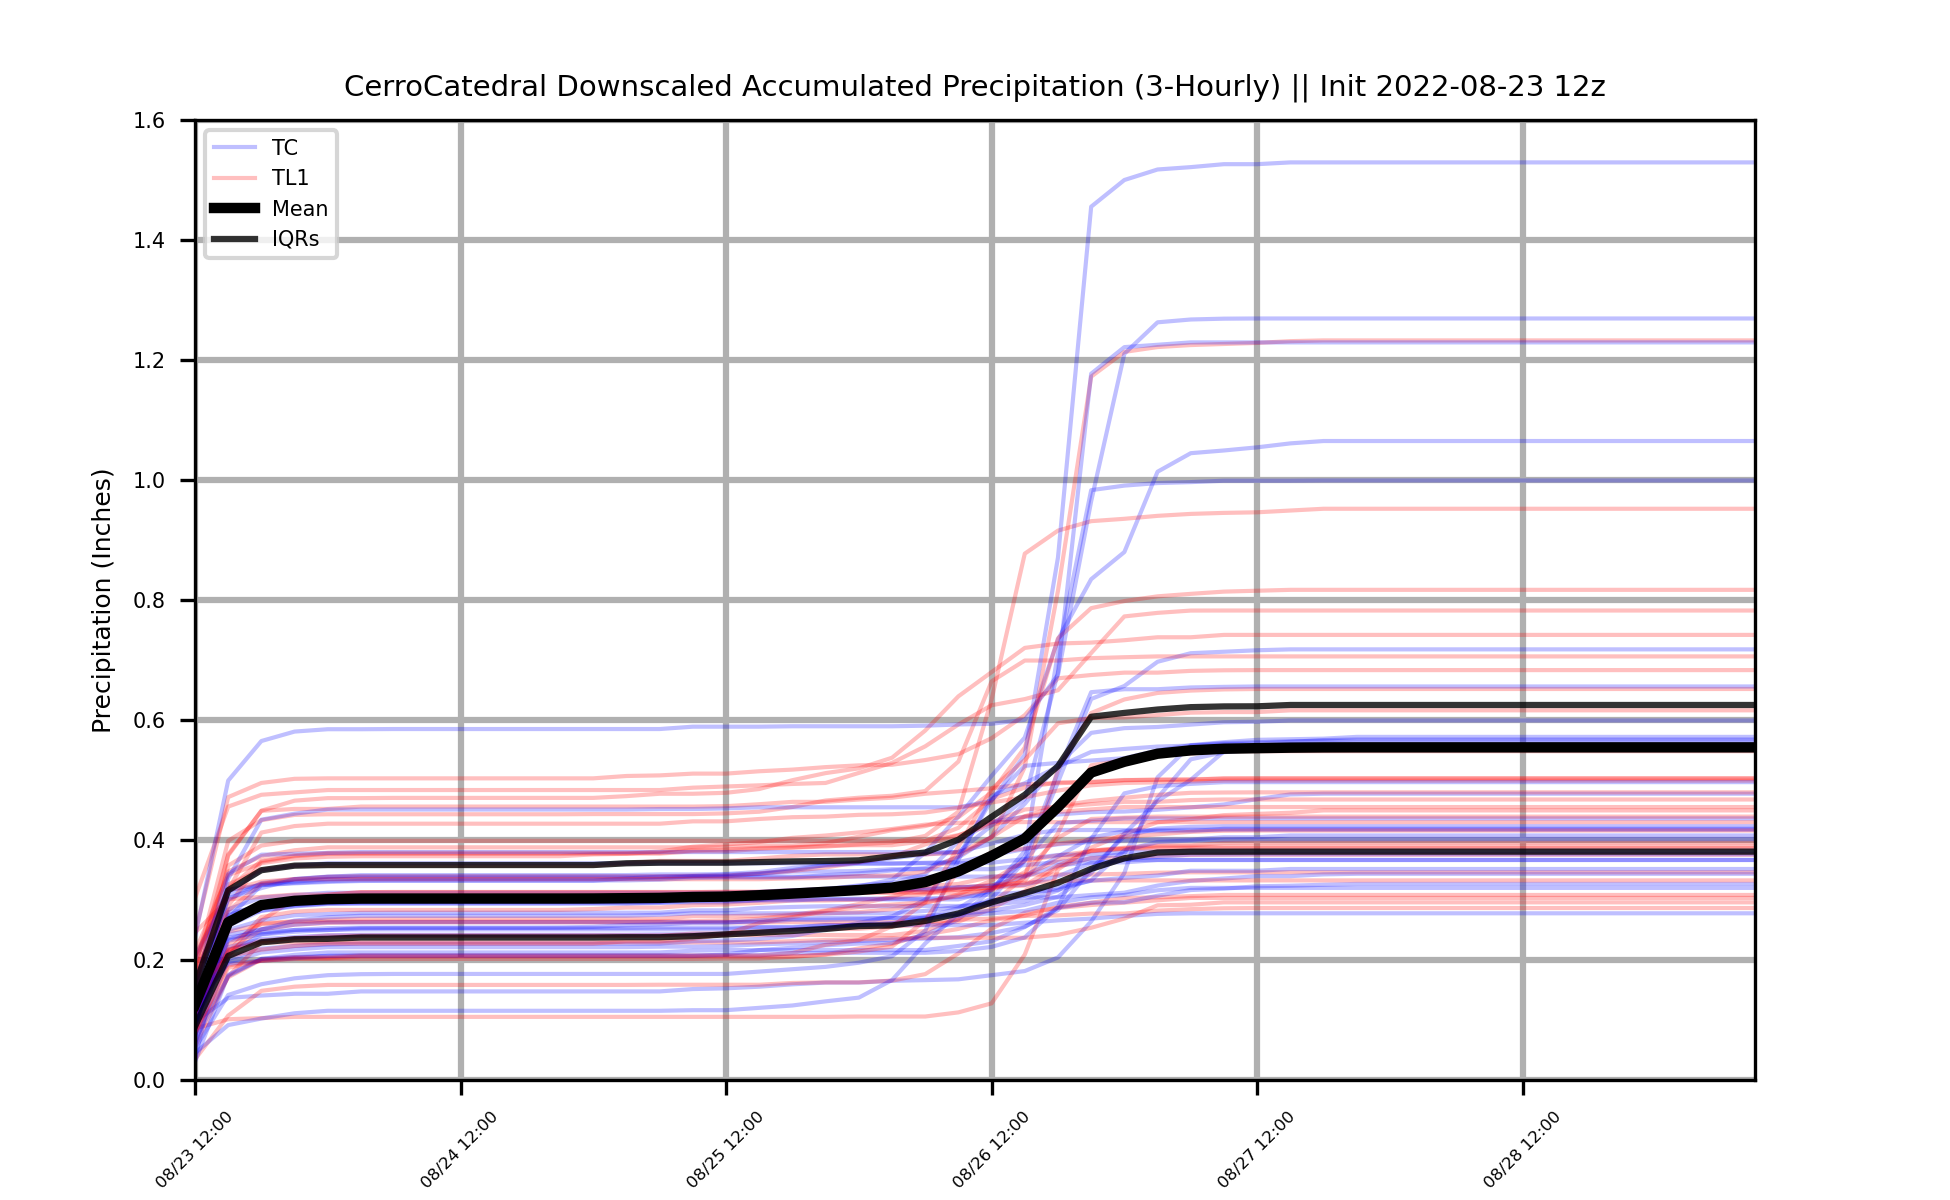 CerroCatedral Downscaled Accumulated Precipitation (3-Hourly) || Init 2022-08-23 12z
Precipitation (Inches)
1.6
1.4
1.2
1.0
0.8
0.6
0.4
0.2
0.0
TC
TL1
Mean
IQRs
08/23 12:00
08/24 12:00
08/25 12:00
08/26 12:00
08/27 12:00
08/28 12:00